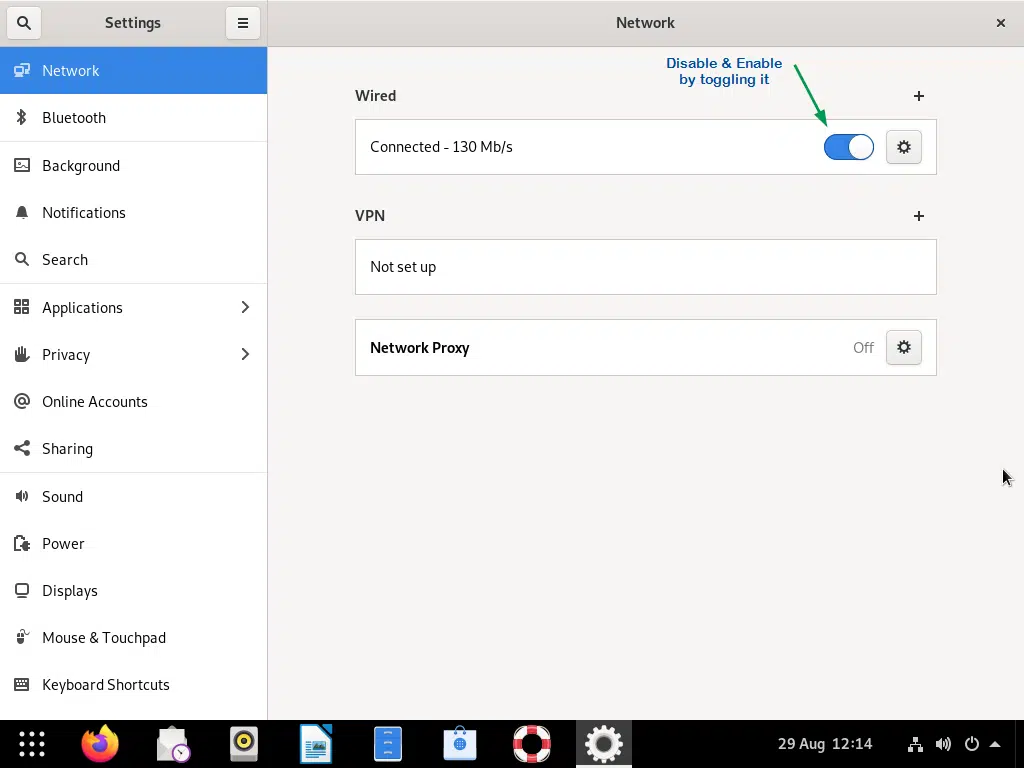 Settings
Network
Network
Bluetooth
Background
Notifications
Search
Applications
Privacy
Online Accounts
Sharing
Sound
Power
Displays
Mouse & Touchpad
Keyboard Shortcuts
Disable & Enable
by toggling it
Wired
Connected - 130 Mb/s
VPN
Not set up
Network Proxy
Off
29 Aug 12:14